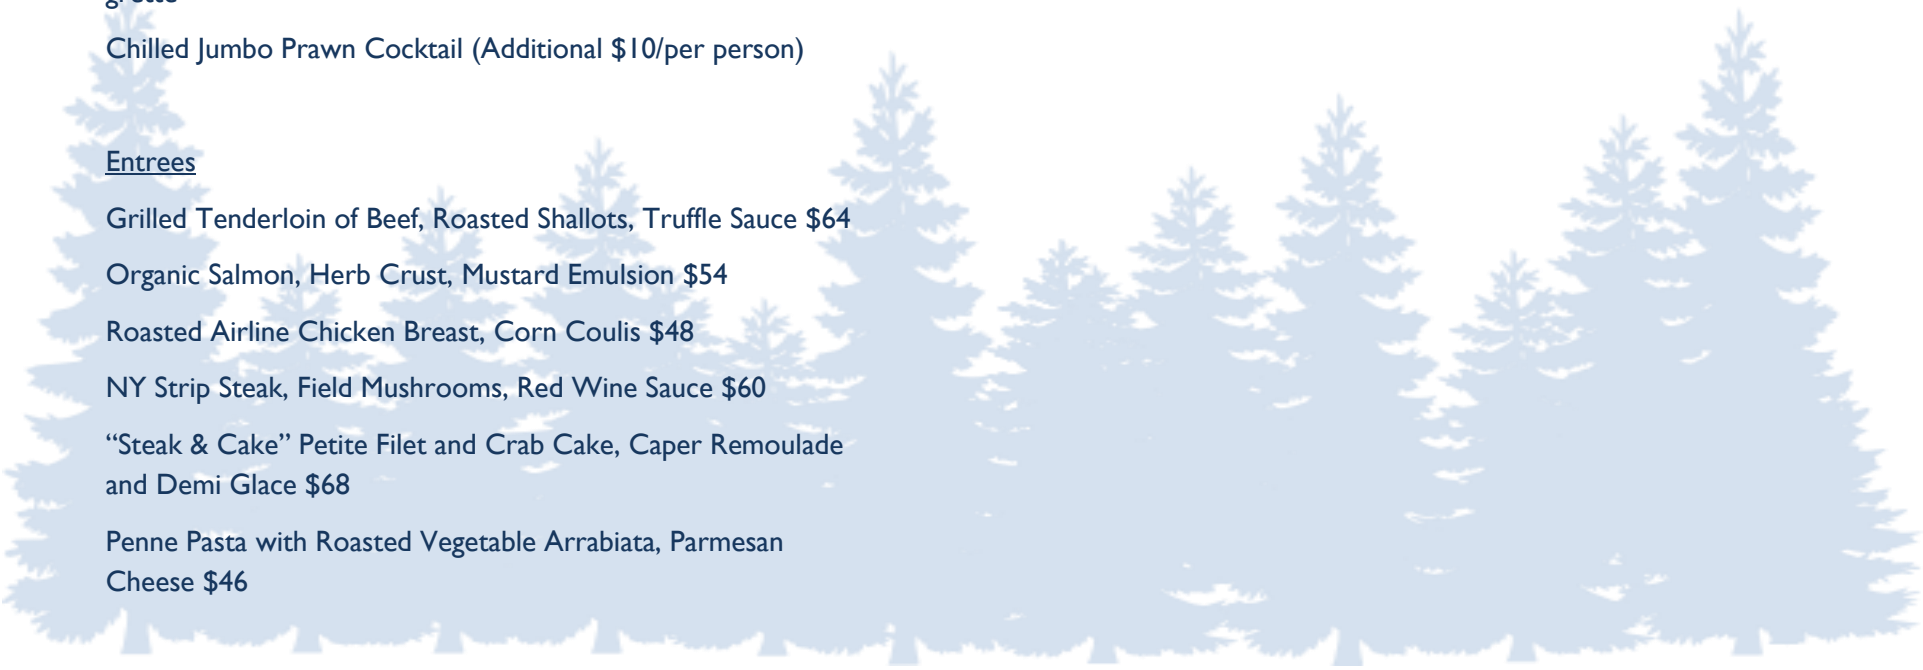 Chilled Jumbo Prawn Cocktail (Additional $10/per person)
Entrees
Grilled Tenderloin of Beef, Roasted Shallots, Truffle Sauce $64
Organic Salmon, Herb Crust, Mustard Emulsion $54
Roasted Airline Chicken Breast, Corn Coulis $48
NY Strip Steak, Field Mushrooms, Red Wine Sauce $60
“Steak & Cake” Petite Filet and Crab Cake, Caper Remoulade
and Demi Glace $68
Penne Pasta with Roasted Vegetable Arrabiata, Parmesan
Cheese $46